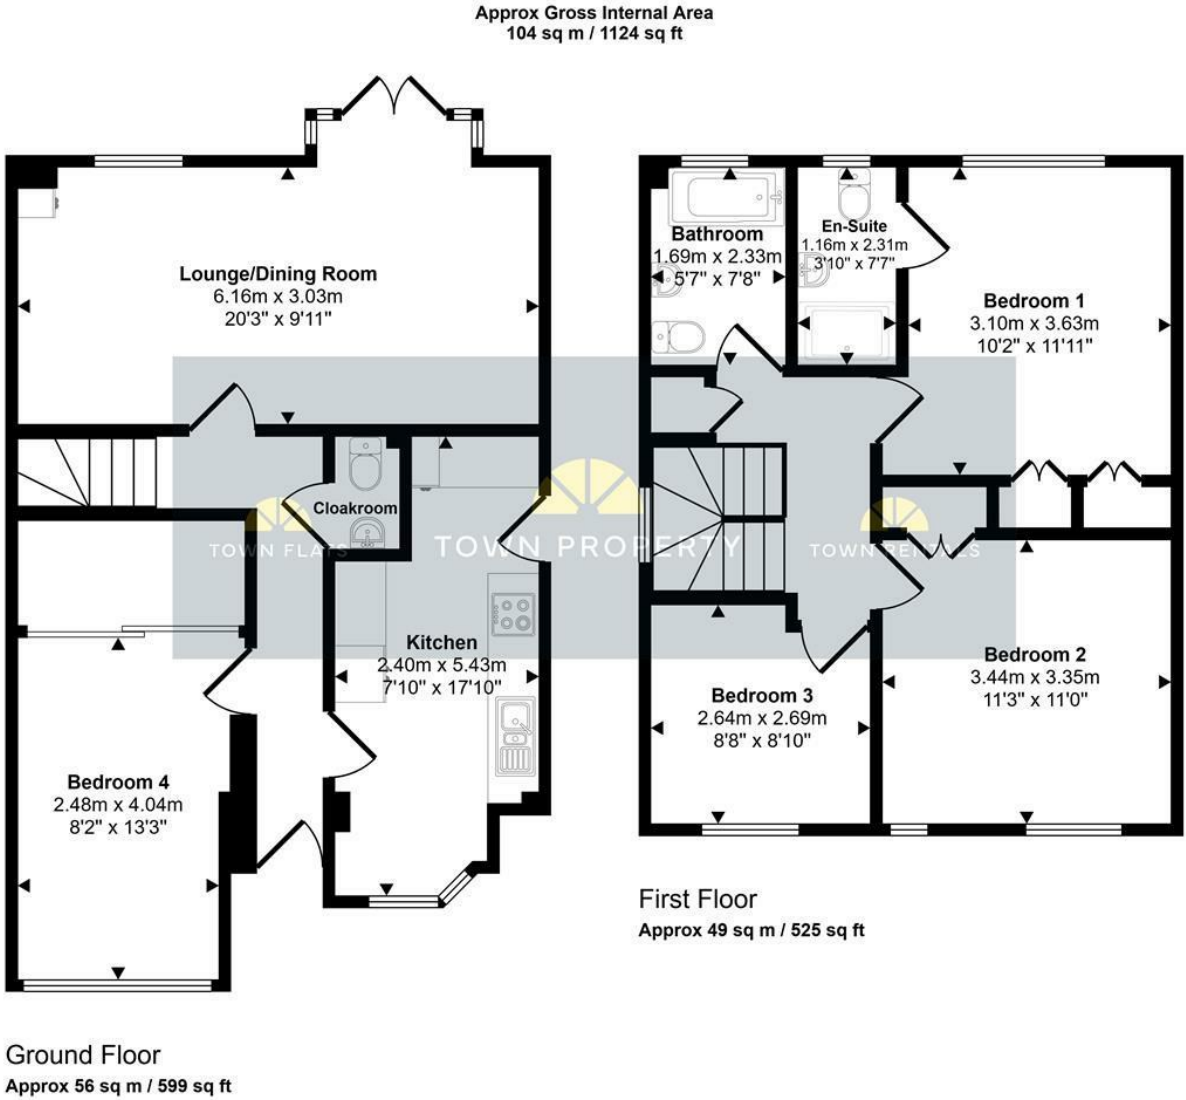 Approx Gross Internal Area
104 sq m / 1124 sq ft
Lounge/Dining Room
6.16m x 3.03m
20'3" x 9'11"
Cloakroom
Kitchen
2.40m x 5.43m
7'10" x 17'10"
Bedroom 4
2.48m x 4.04m
8'2" x 13'3"
Ground Floor
Approx 56 sq m / 599 sq ft
Bathroom
1.69m x 2.33m
5'7" x 7'8"
En-Suite
1.16m x 2.31m
3'10" x 7'7"
Bedroom 1
3.10m x 3.63m
10'2" x 11'11"
Bedroom 2
3.44m x 3.35m
11'3" x 11'0"
Bedroom 3
2.64m x 2.69m
8'8" x 8'10"
First Floor
Approx 49 sq m / 525 sq ft
TOWN FLATS
TOWN PROPERTY
TOWN RENTALS